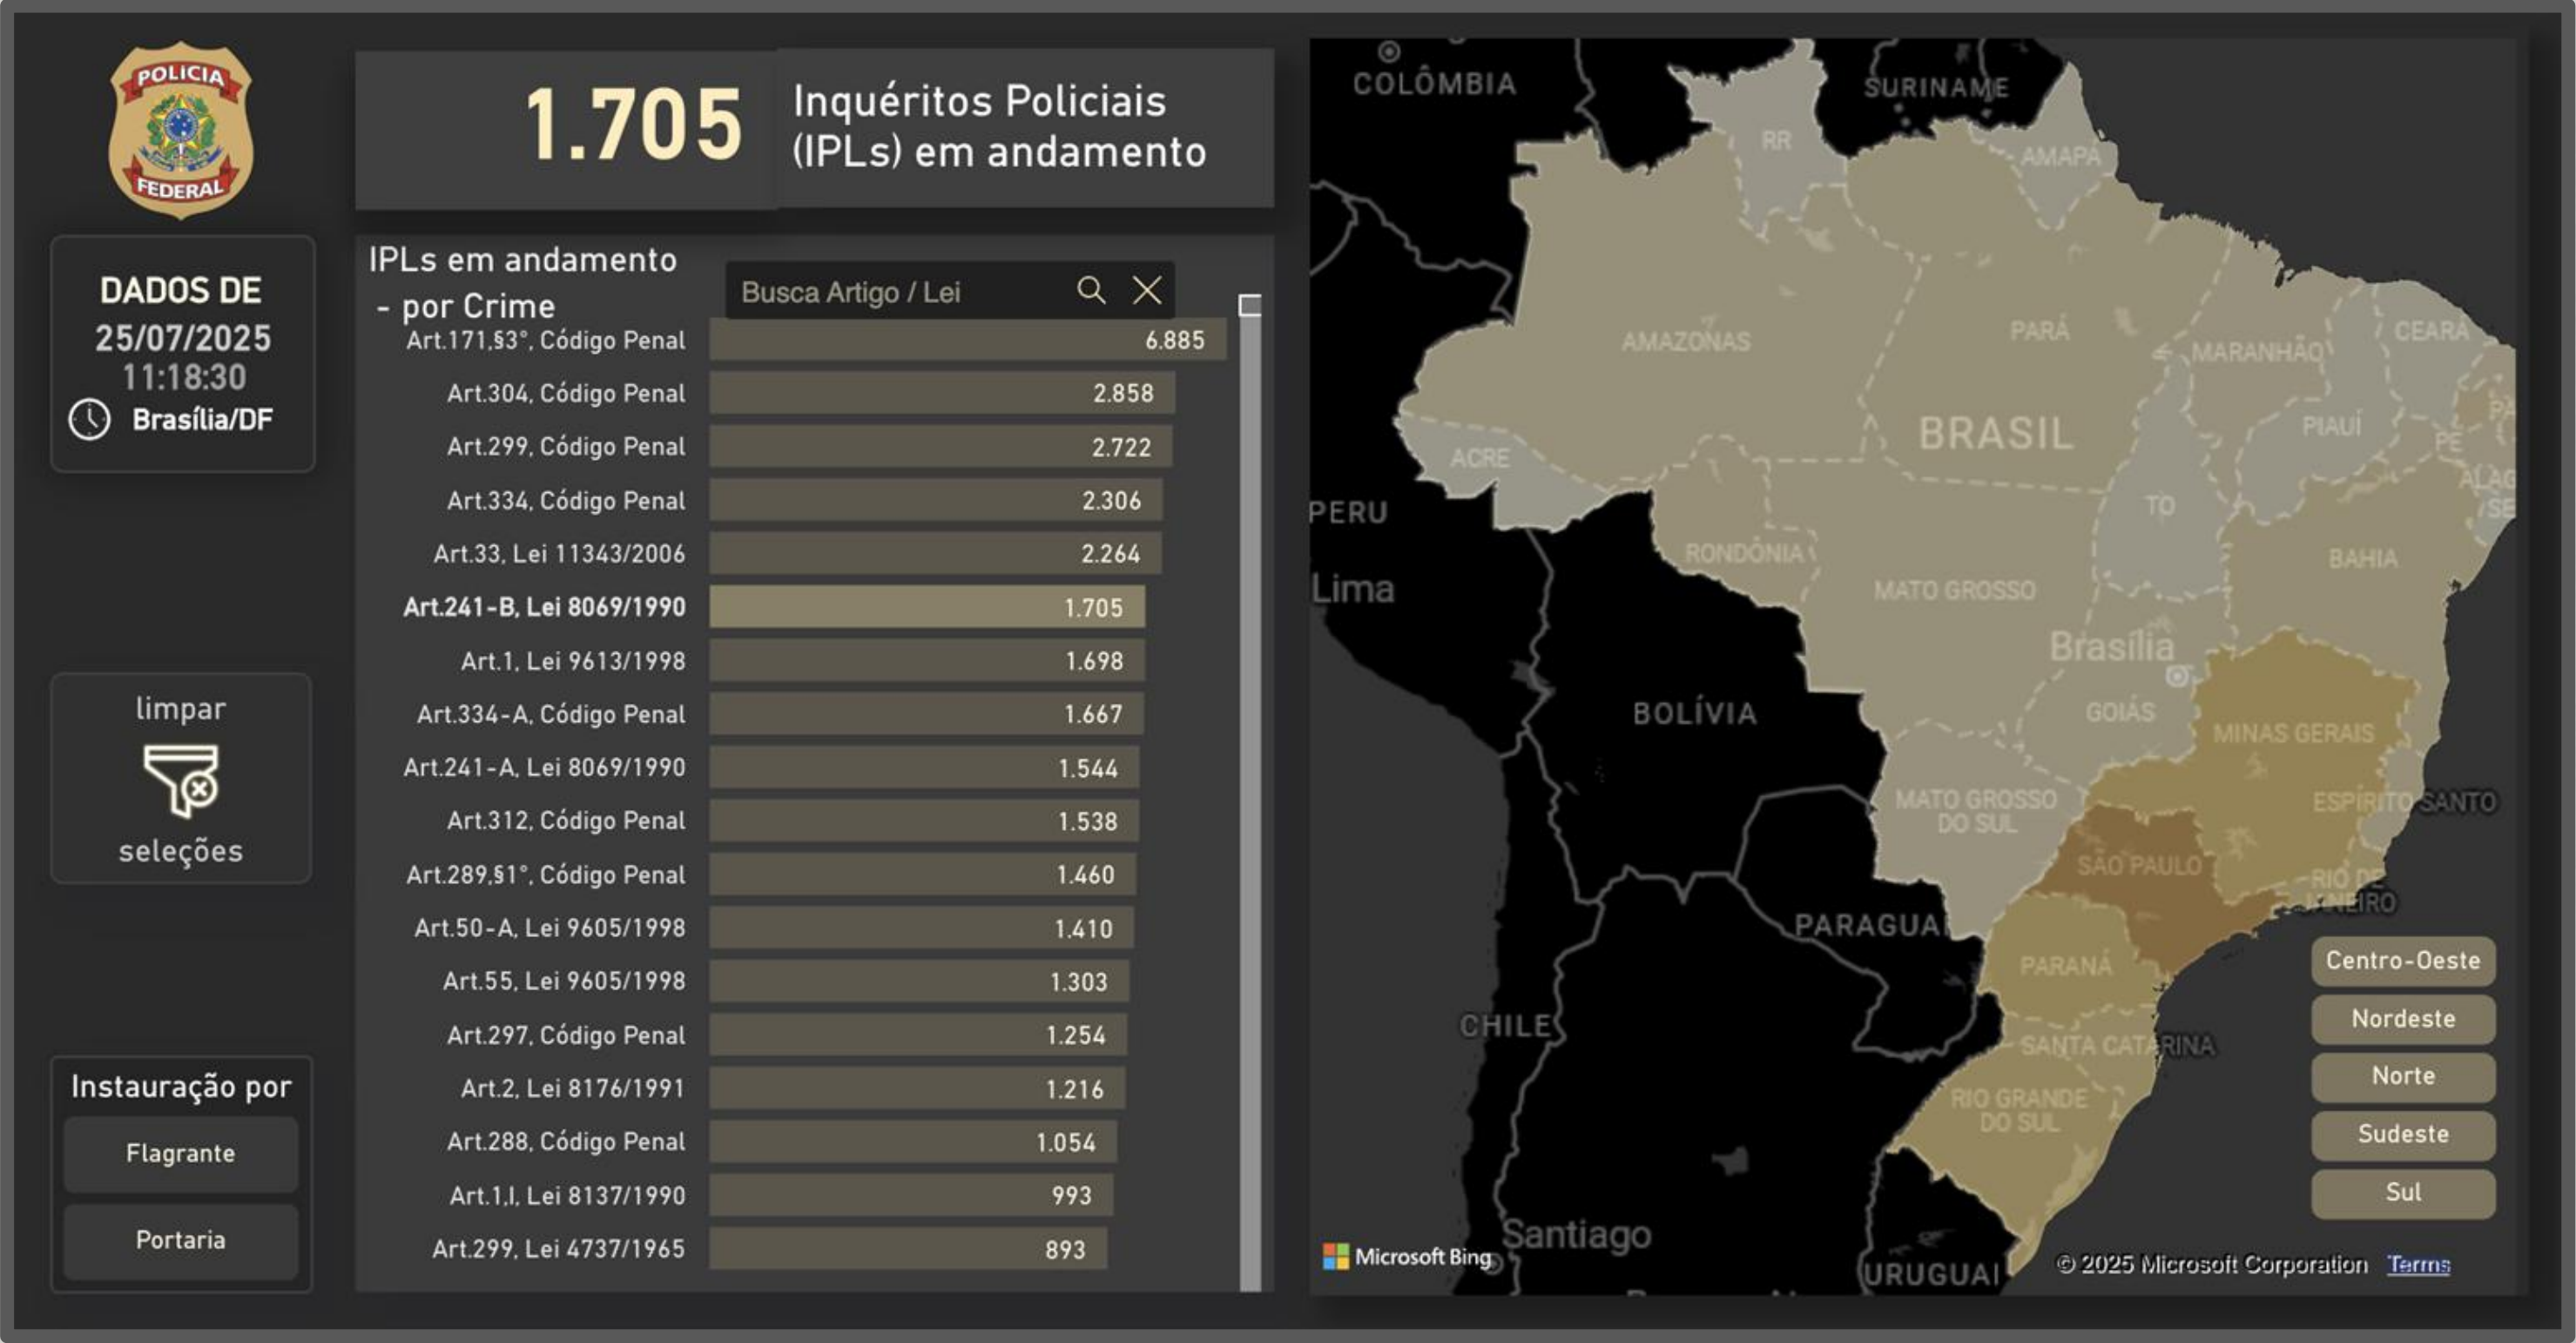 POLÍCIA
FEDERAL
DADOS DE
25/07/2025
11:18:30
Brasília/DF
limpar
seleções
Instauração por
Flagrante
Portaria
1.705
Inquéritos Policiais
(IPLs) em andamento
IPLs em andamento
- por Crime
Busca Artigo / Lei
Art.171,§3°, Código Penal 6.885
Art.304, Código Penal 2.858
Art.299, Código Penal 2.722
Art.334, Código Penal 2.306
Art.33, Lei 11343/2006 2.264
Art.241-B, Lei 8069/1990 1.705
Art.1, Lei 9613/1998 1.698
Art.334-A, Código Penal 1.667
Art.241-A, Lei 8069/1990 1.544
Art.312, Código Penal 1.538
Art.289,§1°, Código Penal 1.460
Art.50-A, Lei 9605/1998 1.410
Art.55, Lei 9605/1998 1.303
Art.297, Código Penal 1.254
Art.2, Lei 8176/1991 1.216
Art.288, Código Penal 1.054
Art.1,I, Lei 8137/1990 993
Art.299, Lei 4737/1965 893
COLÔMBIA
SURINAME
RR
AMAPÁ
AMAZONAS
PARÁ
MARANHÃO
CEARÁ
PA
BRASIL
PIAUÍ
PE
ACRE
ALAG
SE
TO
PERU
RONDÔNIA
BAHIA
Lima
MATO GROSSO
Brasília
BOLÍVIA
GOIÁS
MINAS GERAIS
MATO GROSSO
DO SUL
ESPÍRITO SANTO
SÃO PAULO
RIO DE
JANEIRO
PARAGUAI
PARANÁ
CHILE
SANTA CATARINA
RIO GRANDE
DO SUL
Santiago
URUGUAI
Centro-Oeste
Nordeste
Norte
Sudeste
Sul
Microsoft Bing
© 2025 Microsoft Corporation Terms